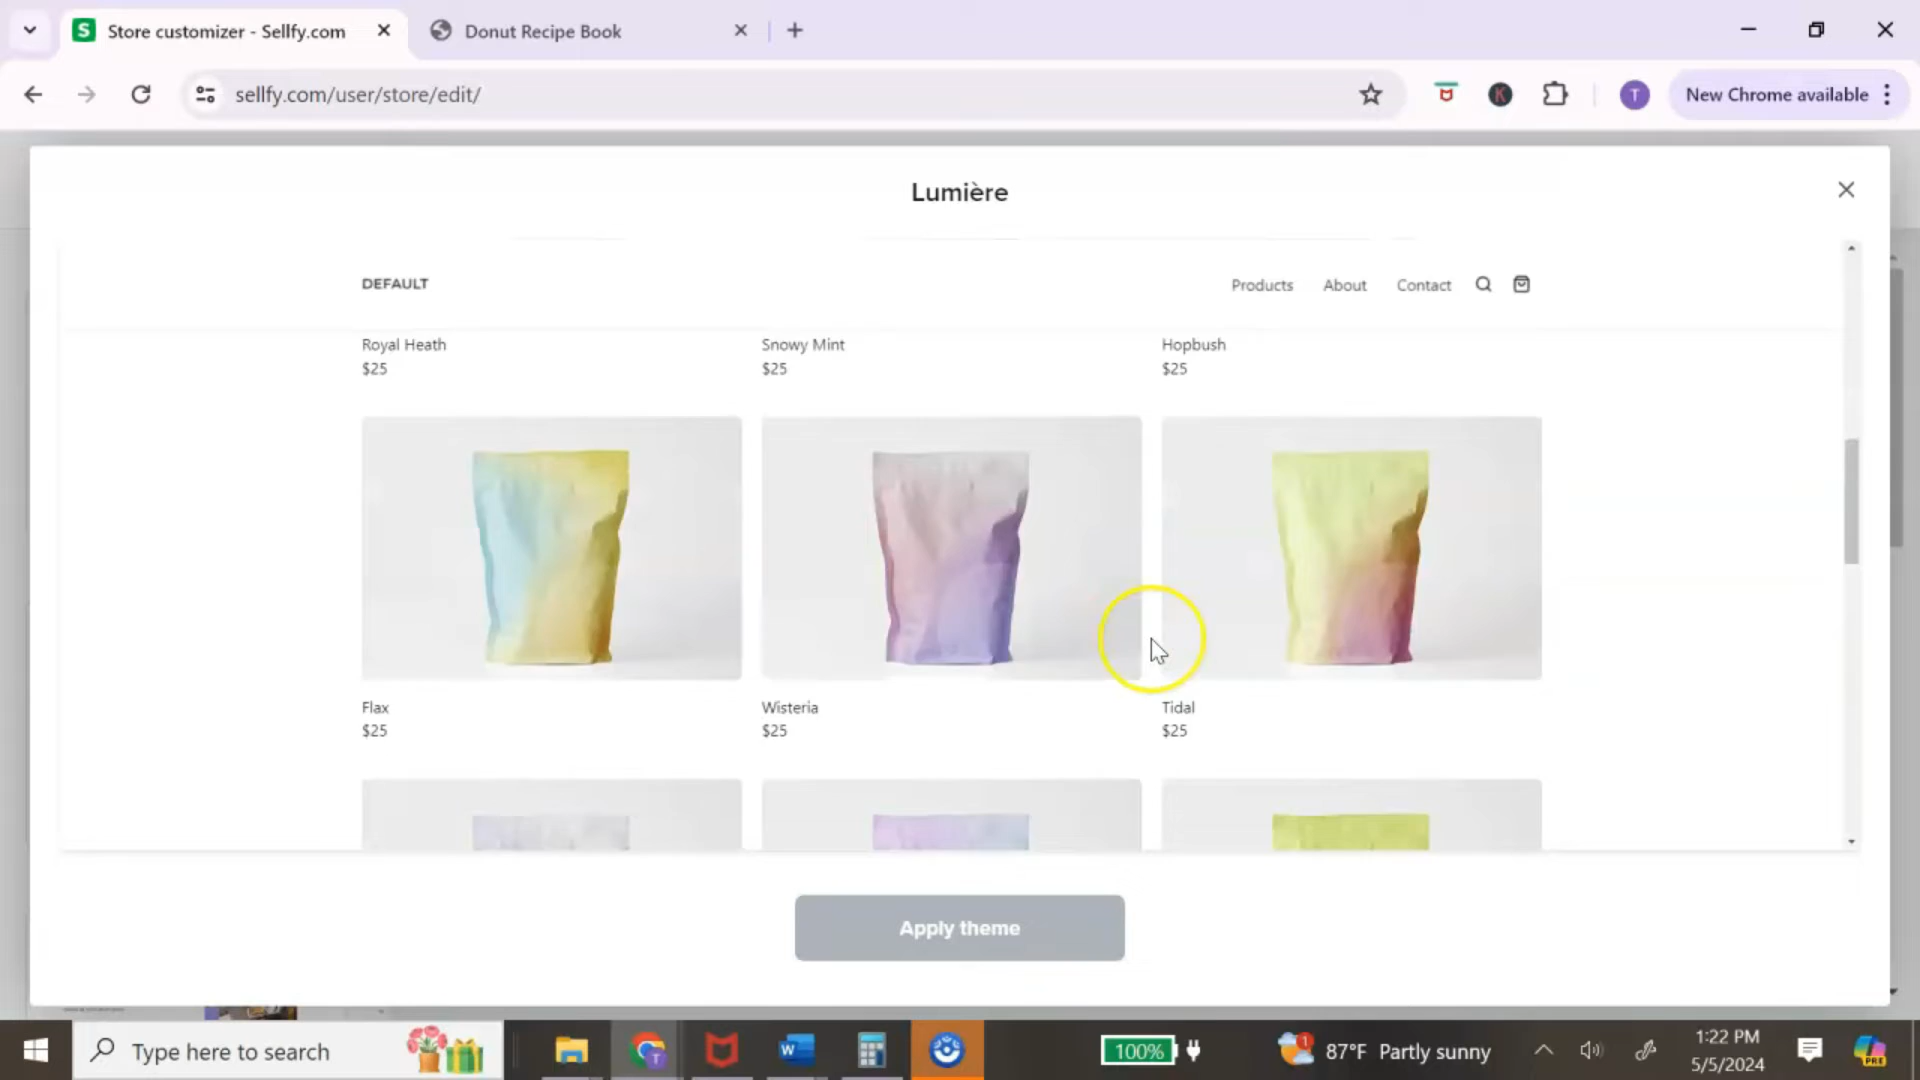 Store customizer - Sellfy.com
Donut Recipe Book
sellfy.com/user/store/edit/
K
T
New Chrome available
Lumière
DEFAULT
Products
About
Contact
Royal Heath
$25
Snowy Mint
$25
Hopbush
$25
Flax
$25
Wisteria
$25
Tidal
$25
Apply theme
Type here to search
100%
1
87°F Partly sunny
1:22 PM
5/5/2024
PRE